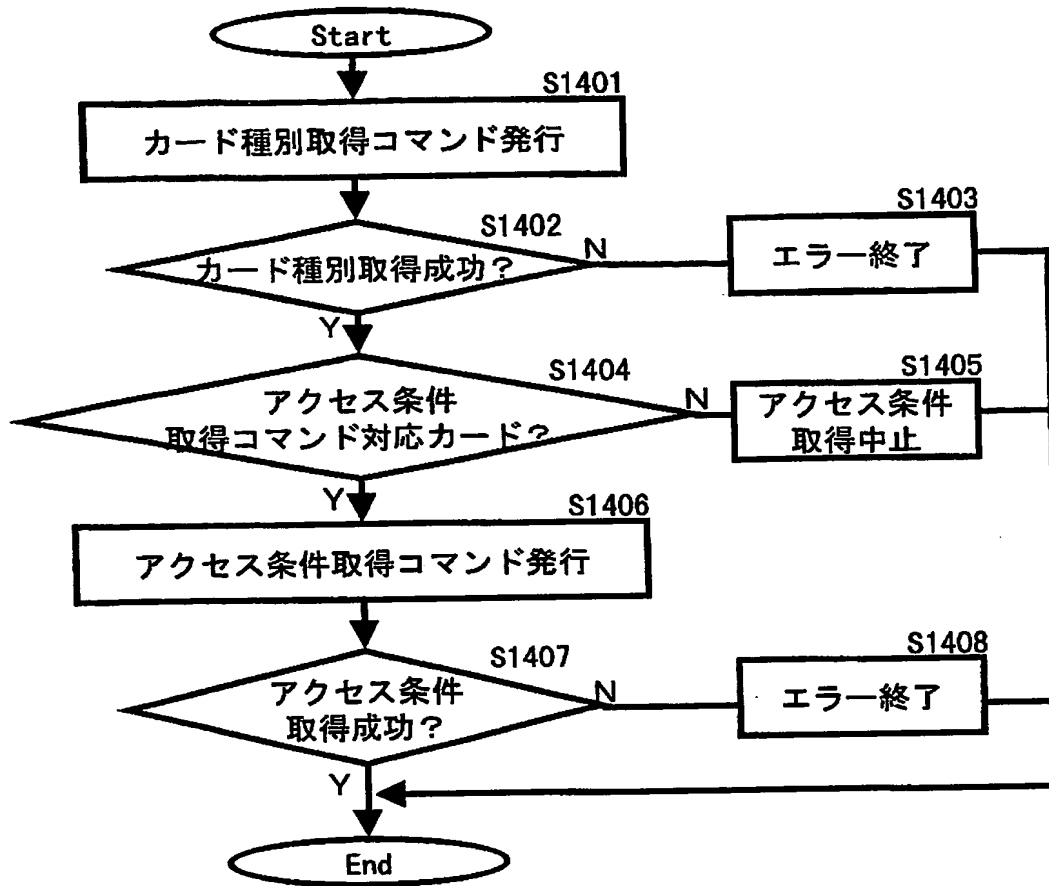 Start
S1401
カード種別取得コマンド発行
S1402
カード種別取得成功？
N
S1403
エラー終了
Y
S1404
アクセス条件
取得コマンド対応カード？
N
S1405
アクセス条件
取得中止
Y
S1406
アクセス条件取得コマンド発行
S1407
アクセス条件
取得成功？
N
S1408
エラー終了
Y
End